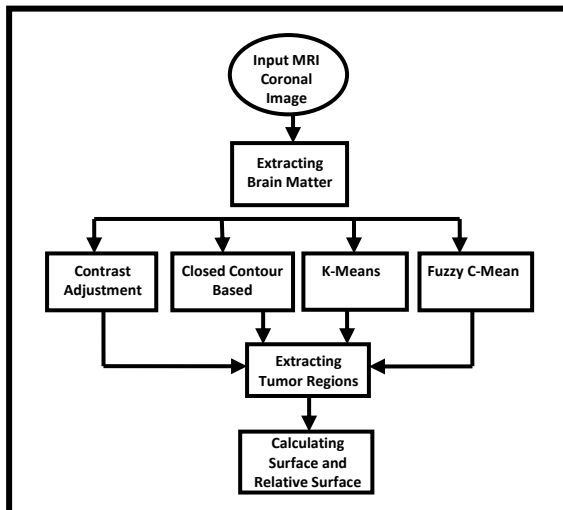 Input MRI
Coronal
Image
Extracting
Brain Matter
Contrast
Adjustment
Closed Contour
Based
K-Means
Fuzzy C-Mean
Extracting
Tumor Regions
Calculating
Surface and
Relative Surface